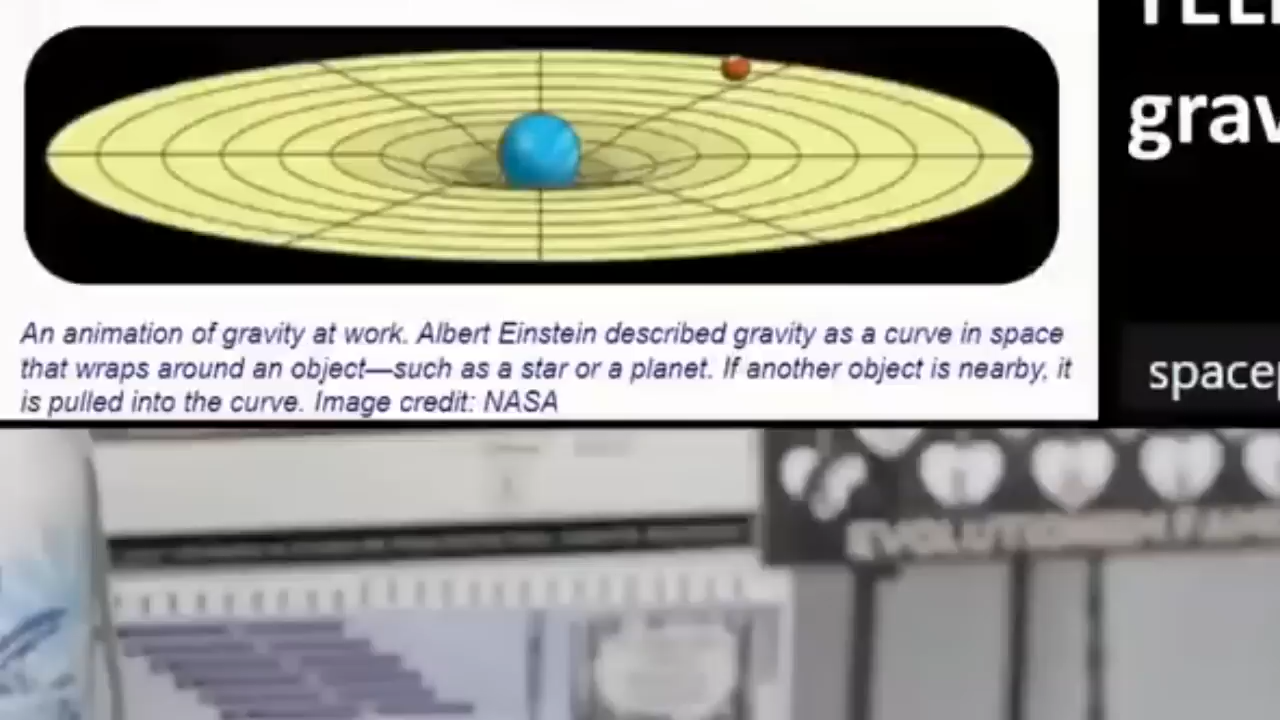 grav
An animation of gravity at work. Albert Einstein described gravity as a curve in space
that wraps around an object—such as a star or a planet. If another object is nearby, it
is pulled into the curve. Image credit: NASA
spacep
EVOLUTIONISM